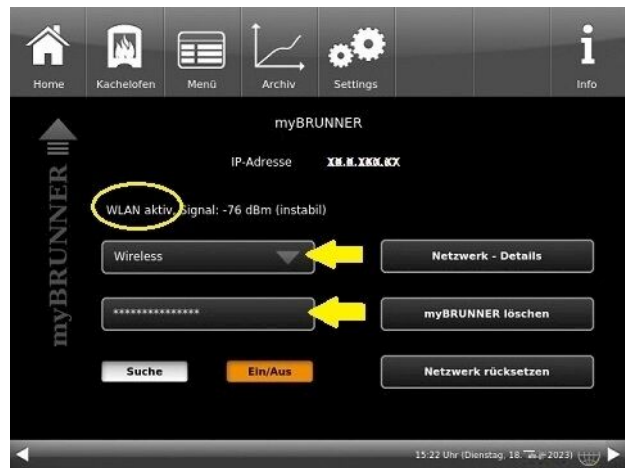 Home Kachelofen Menü Archiv Settings Info
myBRUNNER
IP-Adresse
WLAN aktiv, Signal: -76 dBm (instabil)
Wireless Netzwerk - Details
*************** myBRUNNER löschen
Suche Ein/Aus Netzwerk rücksetzen
myBRUNNER
15:22 Uhr (Dienstag, 18. 2023)